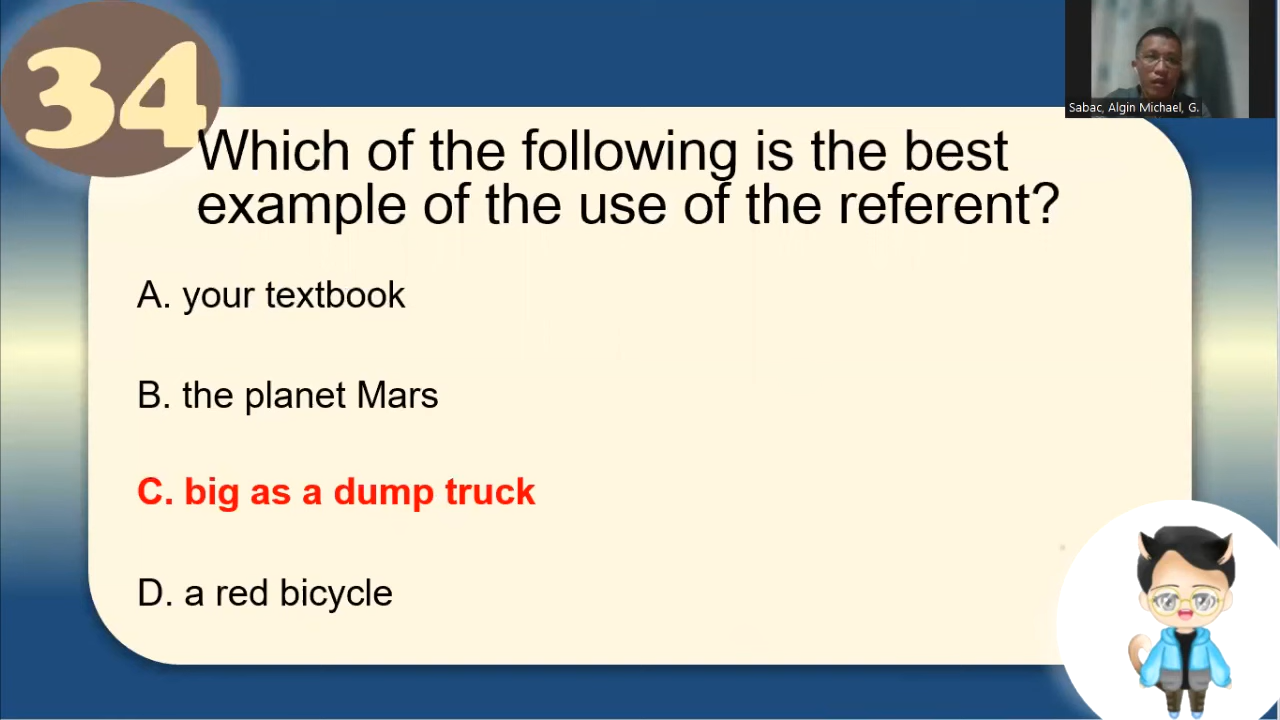 34
Sabac, Algin Michael, G.
Which of the following is the best
example of the use of the referent?
A. your textbook
B. the planet Mars
C. big as a dump truck
D. a red bicycle